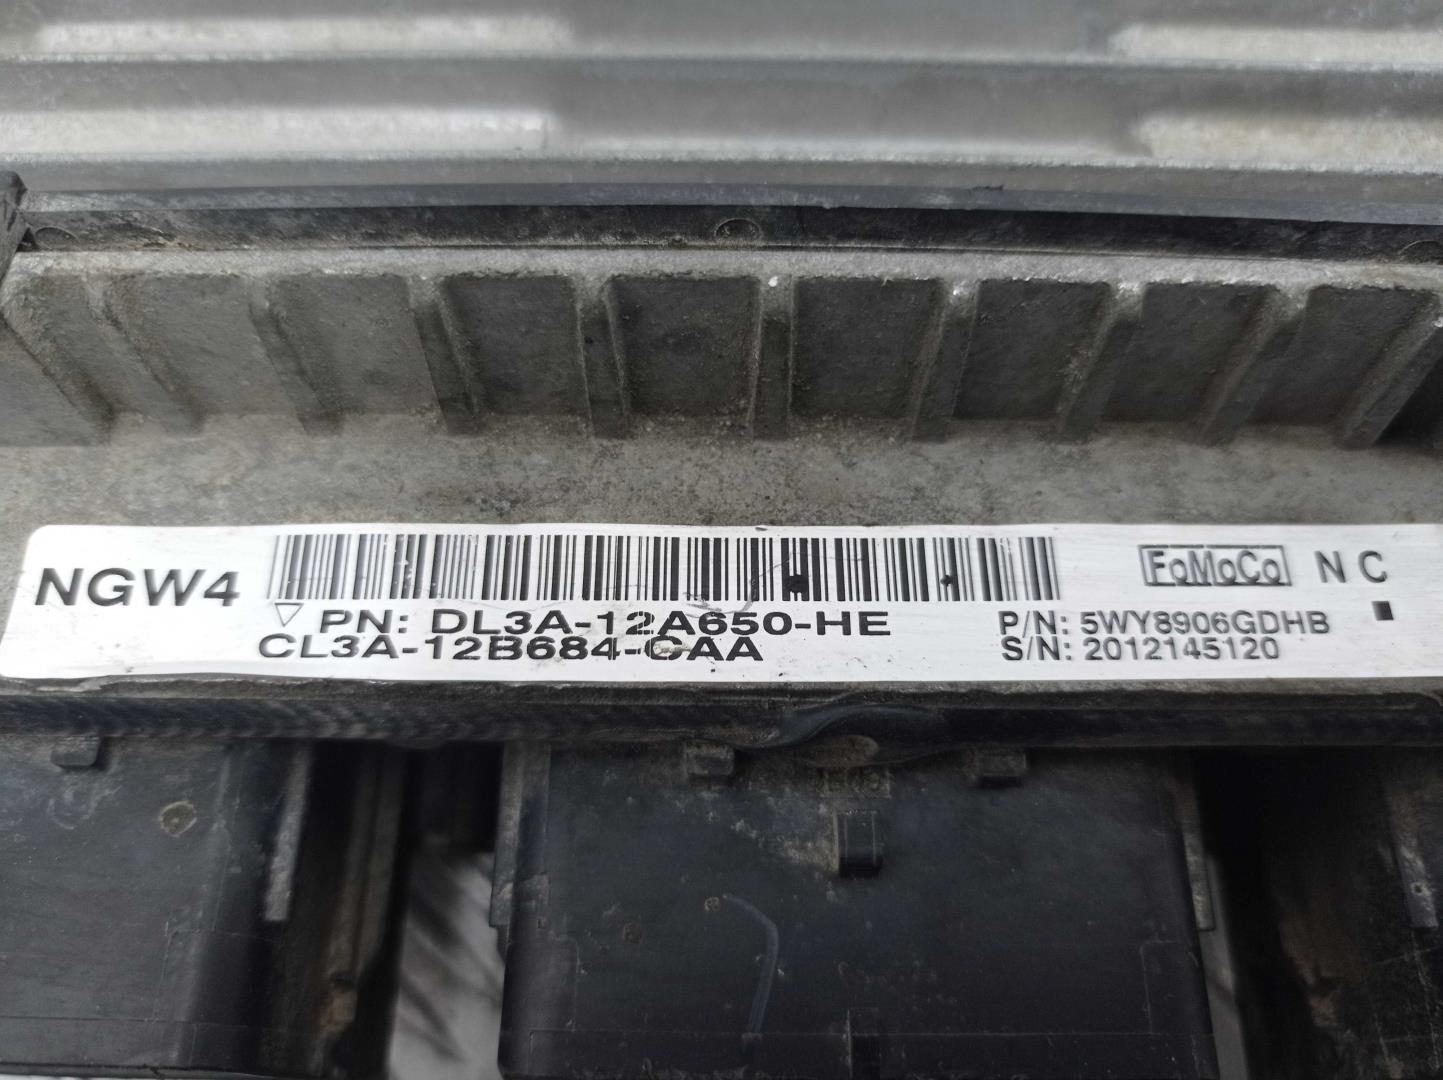 NGW4
PN: DL3A-12A650-HE
CL3A-12B684-CAA
FoMoCo N C
P/N: 5WY8906GDHB
S/N: 2012145120